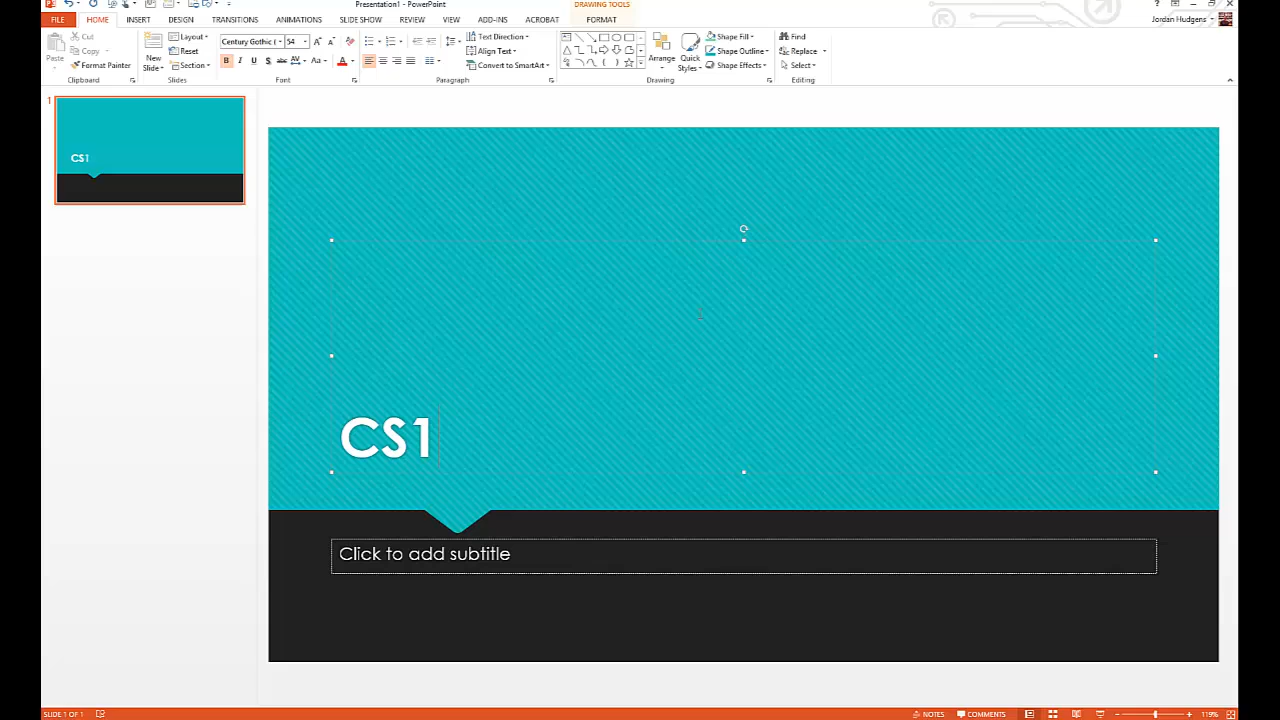 Presentation1 - PowerPoint
DRAWING TOOLS
FILE HOME INSERT DESIGN TRANSITIONS ANIMATIONS SLIDE SHOW REVIEW VIEW ADD-INS ACROBAT FORMAT
Jordan Hudgens
Paste
Cut
Copy
Format Painter
Clipboard
New
Slide
Layout
Reset
Section
Slides
Century Gothic (
54
Font
Paragraph
Text Direction
Align Text
Convert to SmartArt
Arrange
Quick
Styles
Shape Fill
Shape Outline
Shape Effects
Drawing
Find
Replace
Select
Editing
1
CS1
CS1
Click to add subtitle
SLIDE 1 OF 1
NOTES
COMMENTS
119%